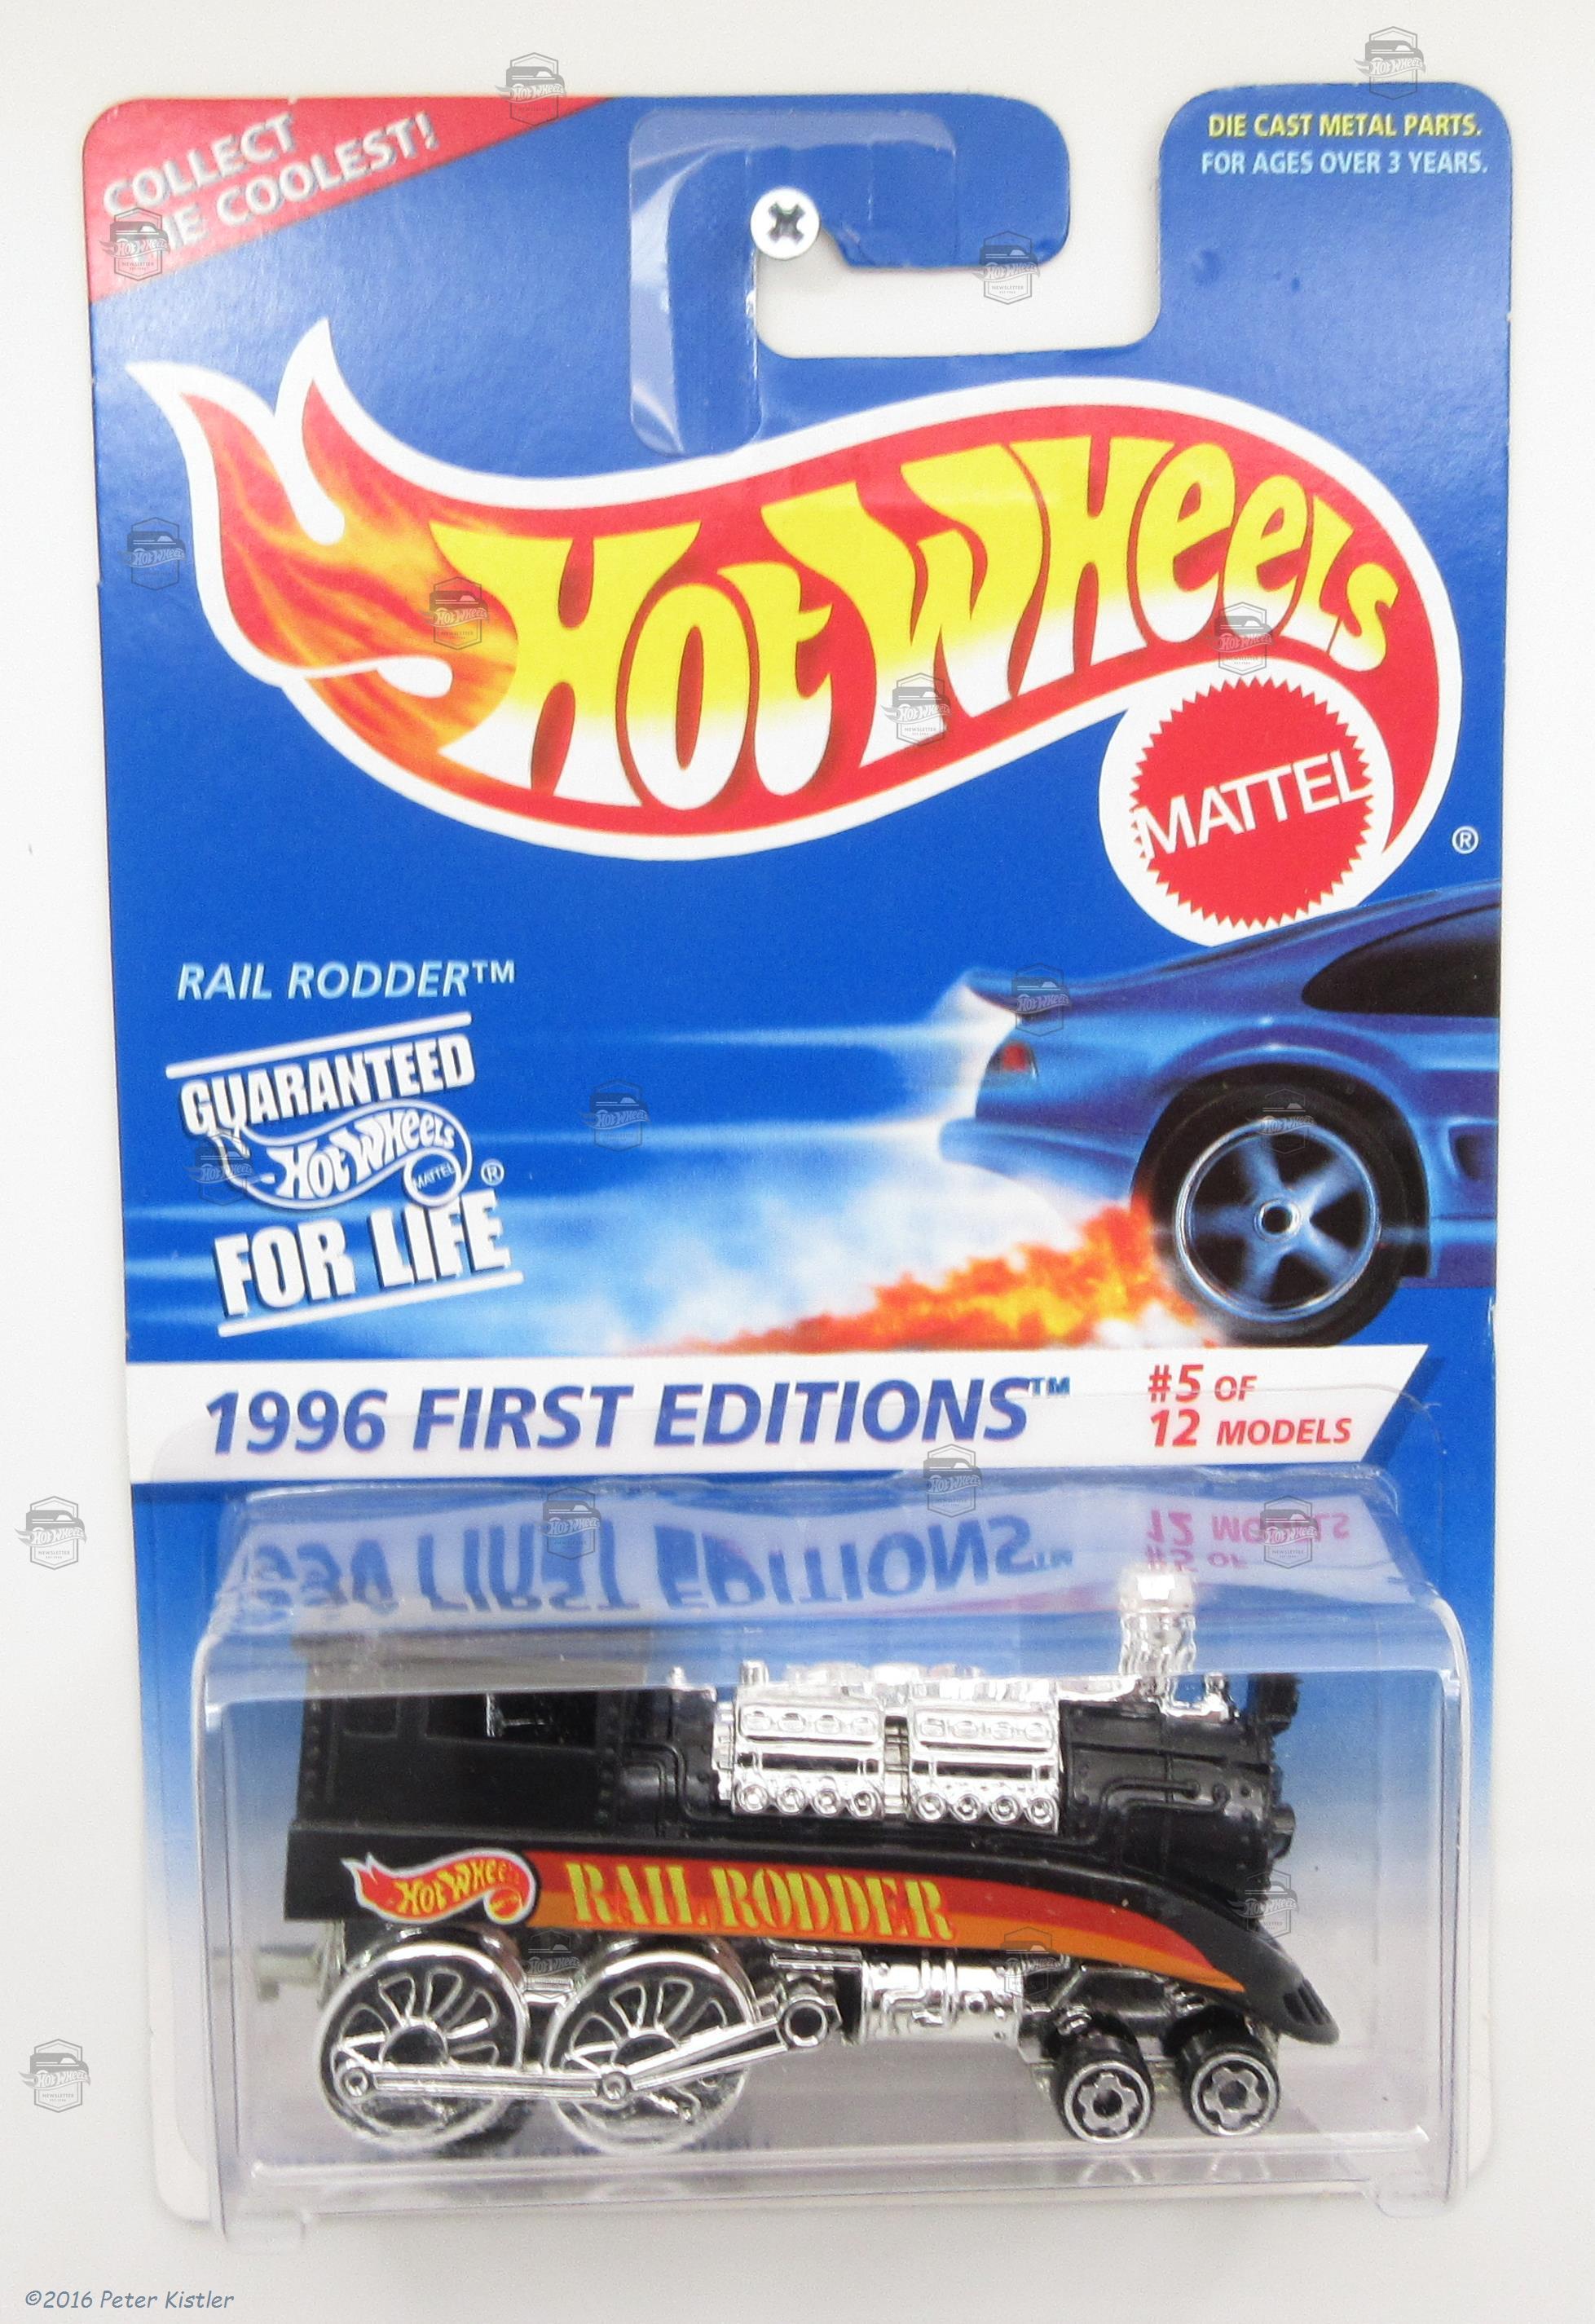 COLLECT
THE COOLEST!
DIE CAST METAL PARTS.
FOR AGES OVER 3 YEARS.
HOT WHEELS
MATTEL
®
RAIL RODDER™
GUARANTEED
HOT WHEELS
MATTEL
®
FOR LIFE
1996 FIRST EDITIONS™
#5 OF
12 MODELS
HOT WHEELS RAIL RODDER
©2016 Peter Kistler